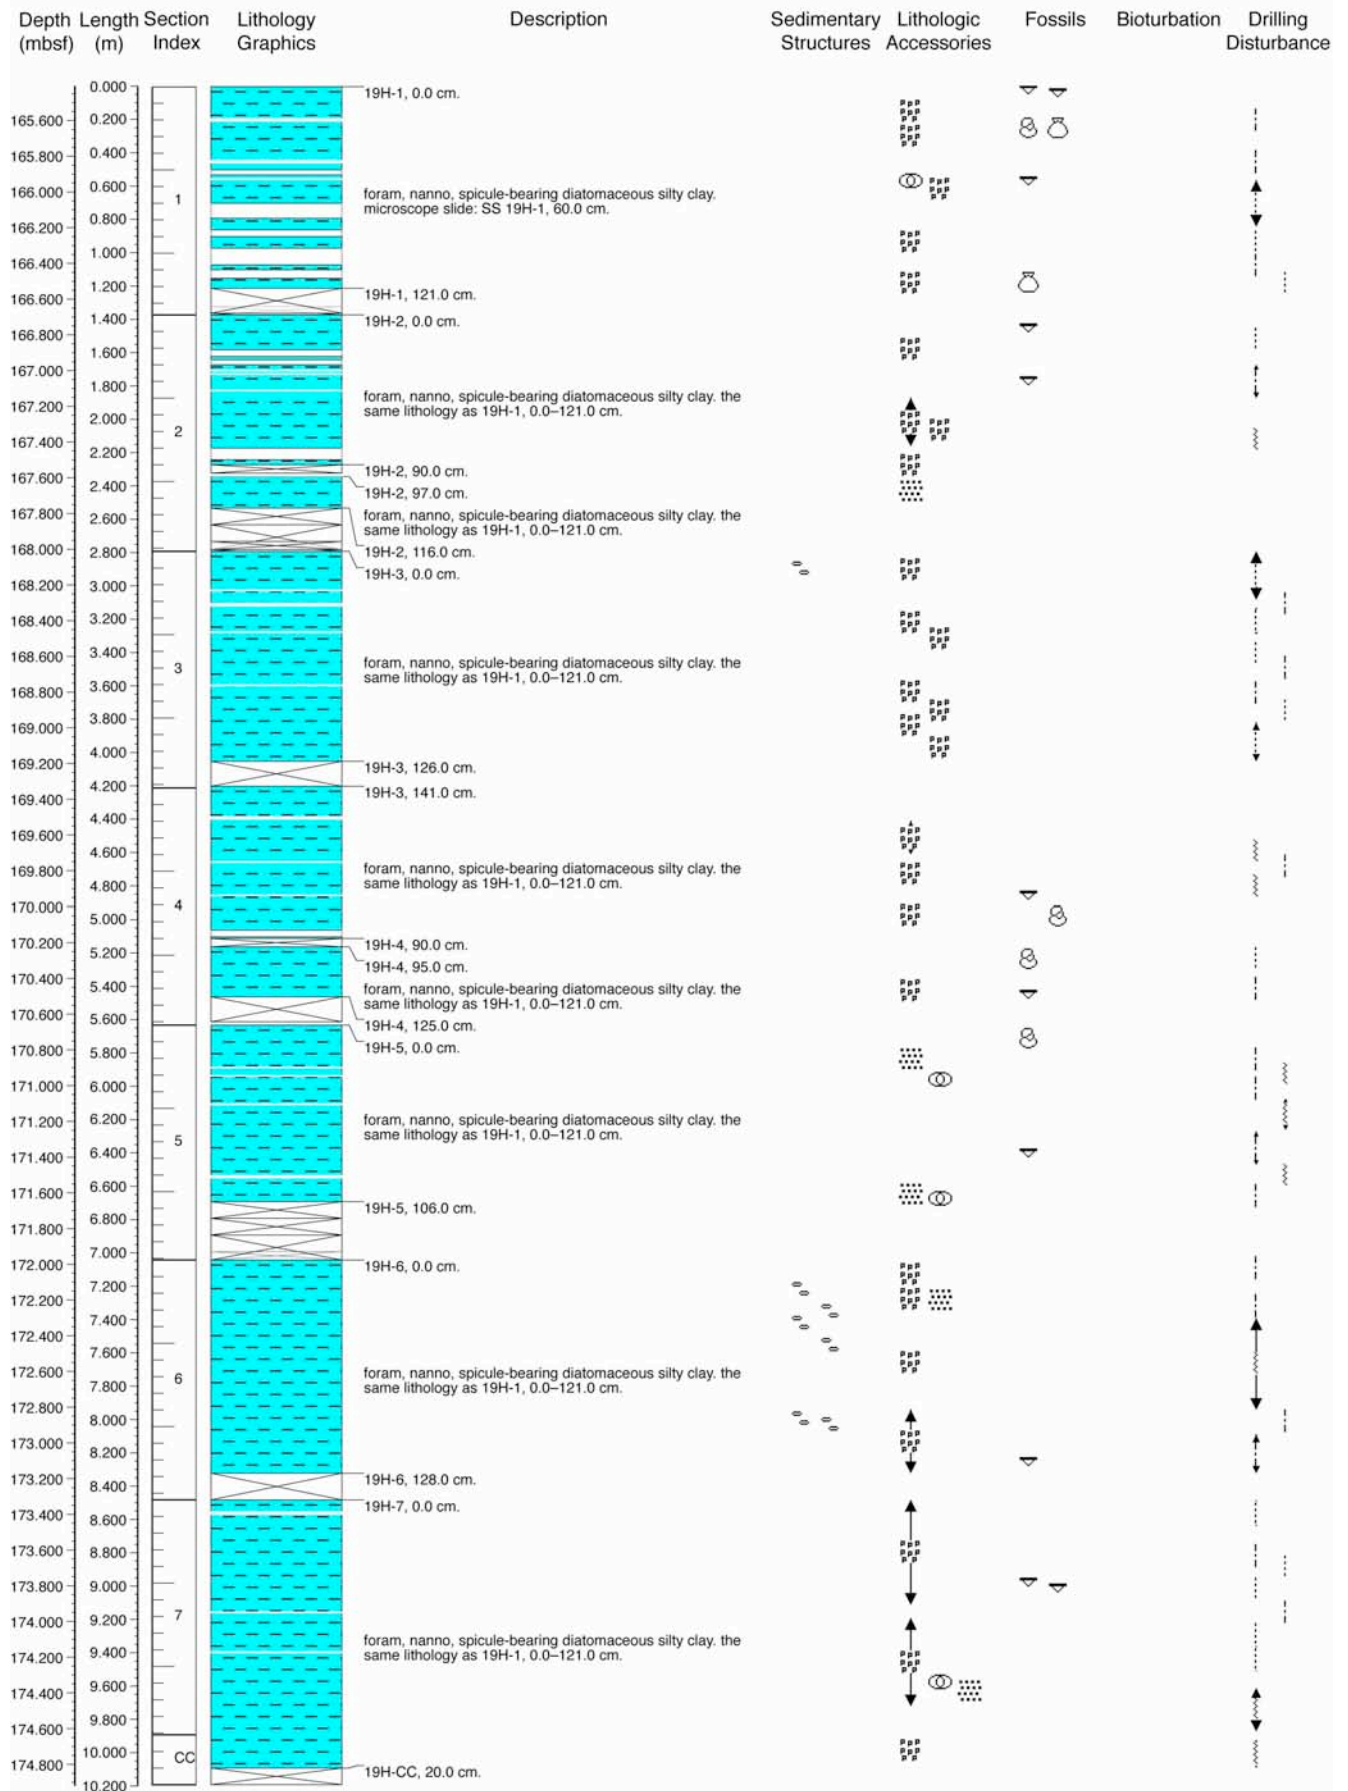 Depth Length Section Lithology Description Sedimentary Lithologic Fossils Bioturbation Drilling
(mbsf) (m) Index Graphics Structures Accessories Disturbance
0.000 19H-1, 0.0 cm.
165.600 0.200
165.800 0.400
166.000 0.600 1 foram, nanno, spicule-bearing diatomaceous silty clay.
microscope slide: SS 19H-1, 60.0 cm.
166.200 0.800
166.400 1.000
166.600 1.200 19H-1, 121.0 cm.
1.400 19H-2, 0.0 cm.
166.800 1.600
167.000 1.800
167.200 foram, nanno, spicule-bearing diatomaceous silty clay. the
same lithology as 19H-1, 0.0–121.0 cm.
2.000 2
167.400 2.200
19H-2, 90.0 cm.
167.600 2.400 19H-2, 97.0 cm.
167.800 2.600 foram, nanno, spicule-bearing diatomaceous silty clay. the
same lithology as 19H-1, 0.0–121.0 cm.
168.000 2.800 19H-2, 116.0 cm.
19H-3, 0.0 cm.
168.200 3.000
168.400 3.200
168.600 3.400
3.600 3 foram, nanno, spicule-bearing diatomaceous silty clay. the
same lithology as 19H-1, 0.0–121.0 cm.
168.800 3.800
169.000 4.000
169.200 19H-3, 126.0 cm.
4.200 19H-3, 141.0 cm.
169.400 4.400
169.600 4.600
169.800 4.800 foram, nanno, spicule-bearing diatomaceous silty clay. the
same lithology as 19H-1, 0.0–121.0 cm.
170.000 5.000 4
170.200 5.200 19H-4, 90.0 cm.
19H-4, 95.0 cm.
170.400 5.400 foram, nanno, spicule-bearing diatomaceous silty clay. the
same lithology as 19H-1, 0.0–121.0 cm.
170.600 5.600 19H-4, 125.0 cm.
170.800 5.800 19H-5, 0.0 cm.
171.000 6.000
171.200 6.200 foram, nanno, spicule-bearing diatomaceous silty clay. the
same lithology as 19H-1, 0.0–121.0 cm.
171.400 6.400 5
171.600 6.600
6.800 19H-5, 106.0 cm.
171.800 7.000
172.000 19H-6, 0.0 cm.
7.200
172.200 7.400
172.400 7.600
172.600 7.800 6 foram, nanno, spicule-bearing diatomaceous silty clay. the
same lithology as 19H-1, 0.0–121.0 cm.
172.800 8.000
173.000 8.200
173.200 8.400 19H-6, 128.0 cm.
173.400 8.600 19H-7, 0.0 cm.
173.600 8.800
173.800 9.000
174.000 9.200 7
9.400 foram, nanno, spicule-bearing diatomaceous silty clay. the
same lithology as 19H-1, 0.0–121.0 cm.
174.200 9.600
174.400 9.800
174.600 10.000 CC
174.800 19H-CC, 20.0 cm.
10.200